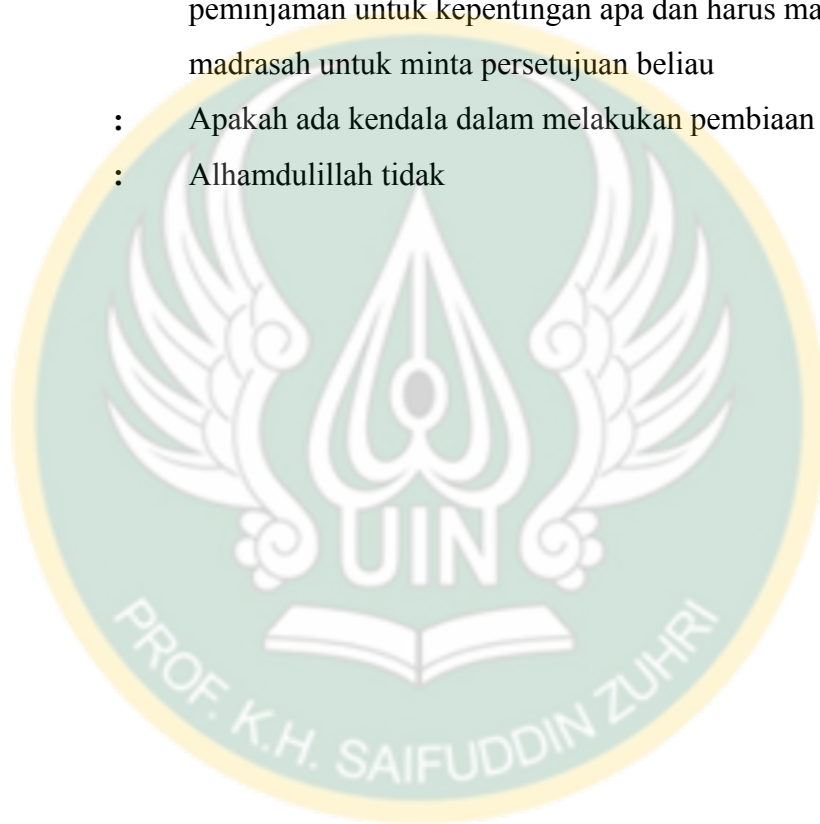 peminjaman untuk kepentingan apa dan harus
madrasah untuk minta persetujuan beliau
: Apakah ada kendala dalam melakukan pembiaan
: Alhamdulillah tidak
UIN
PROF. K.H. SAIFUDDIN ZUHRI